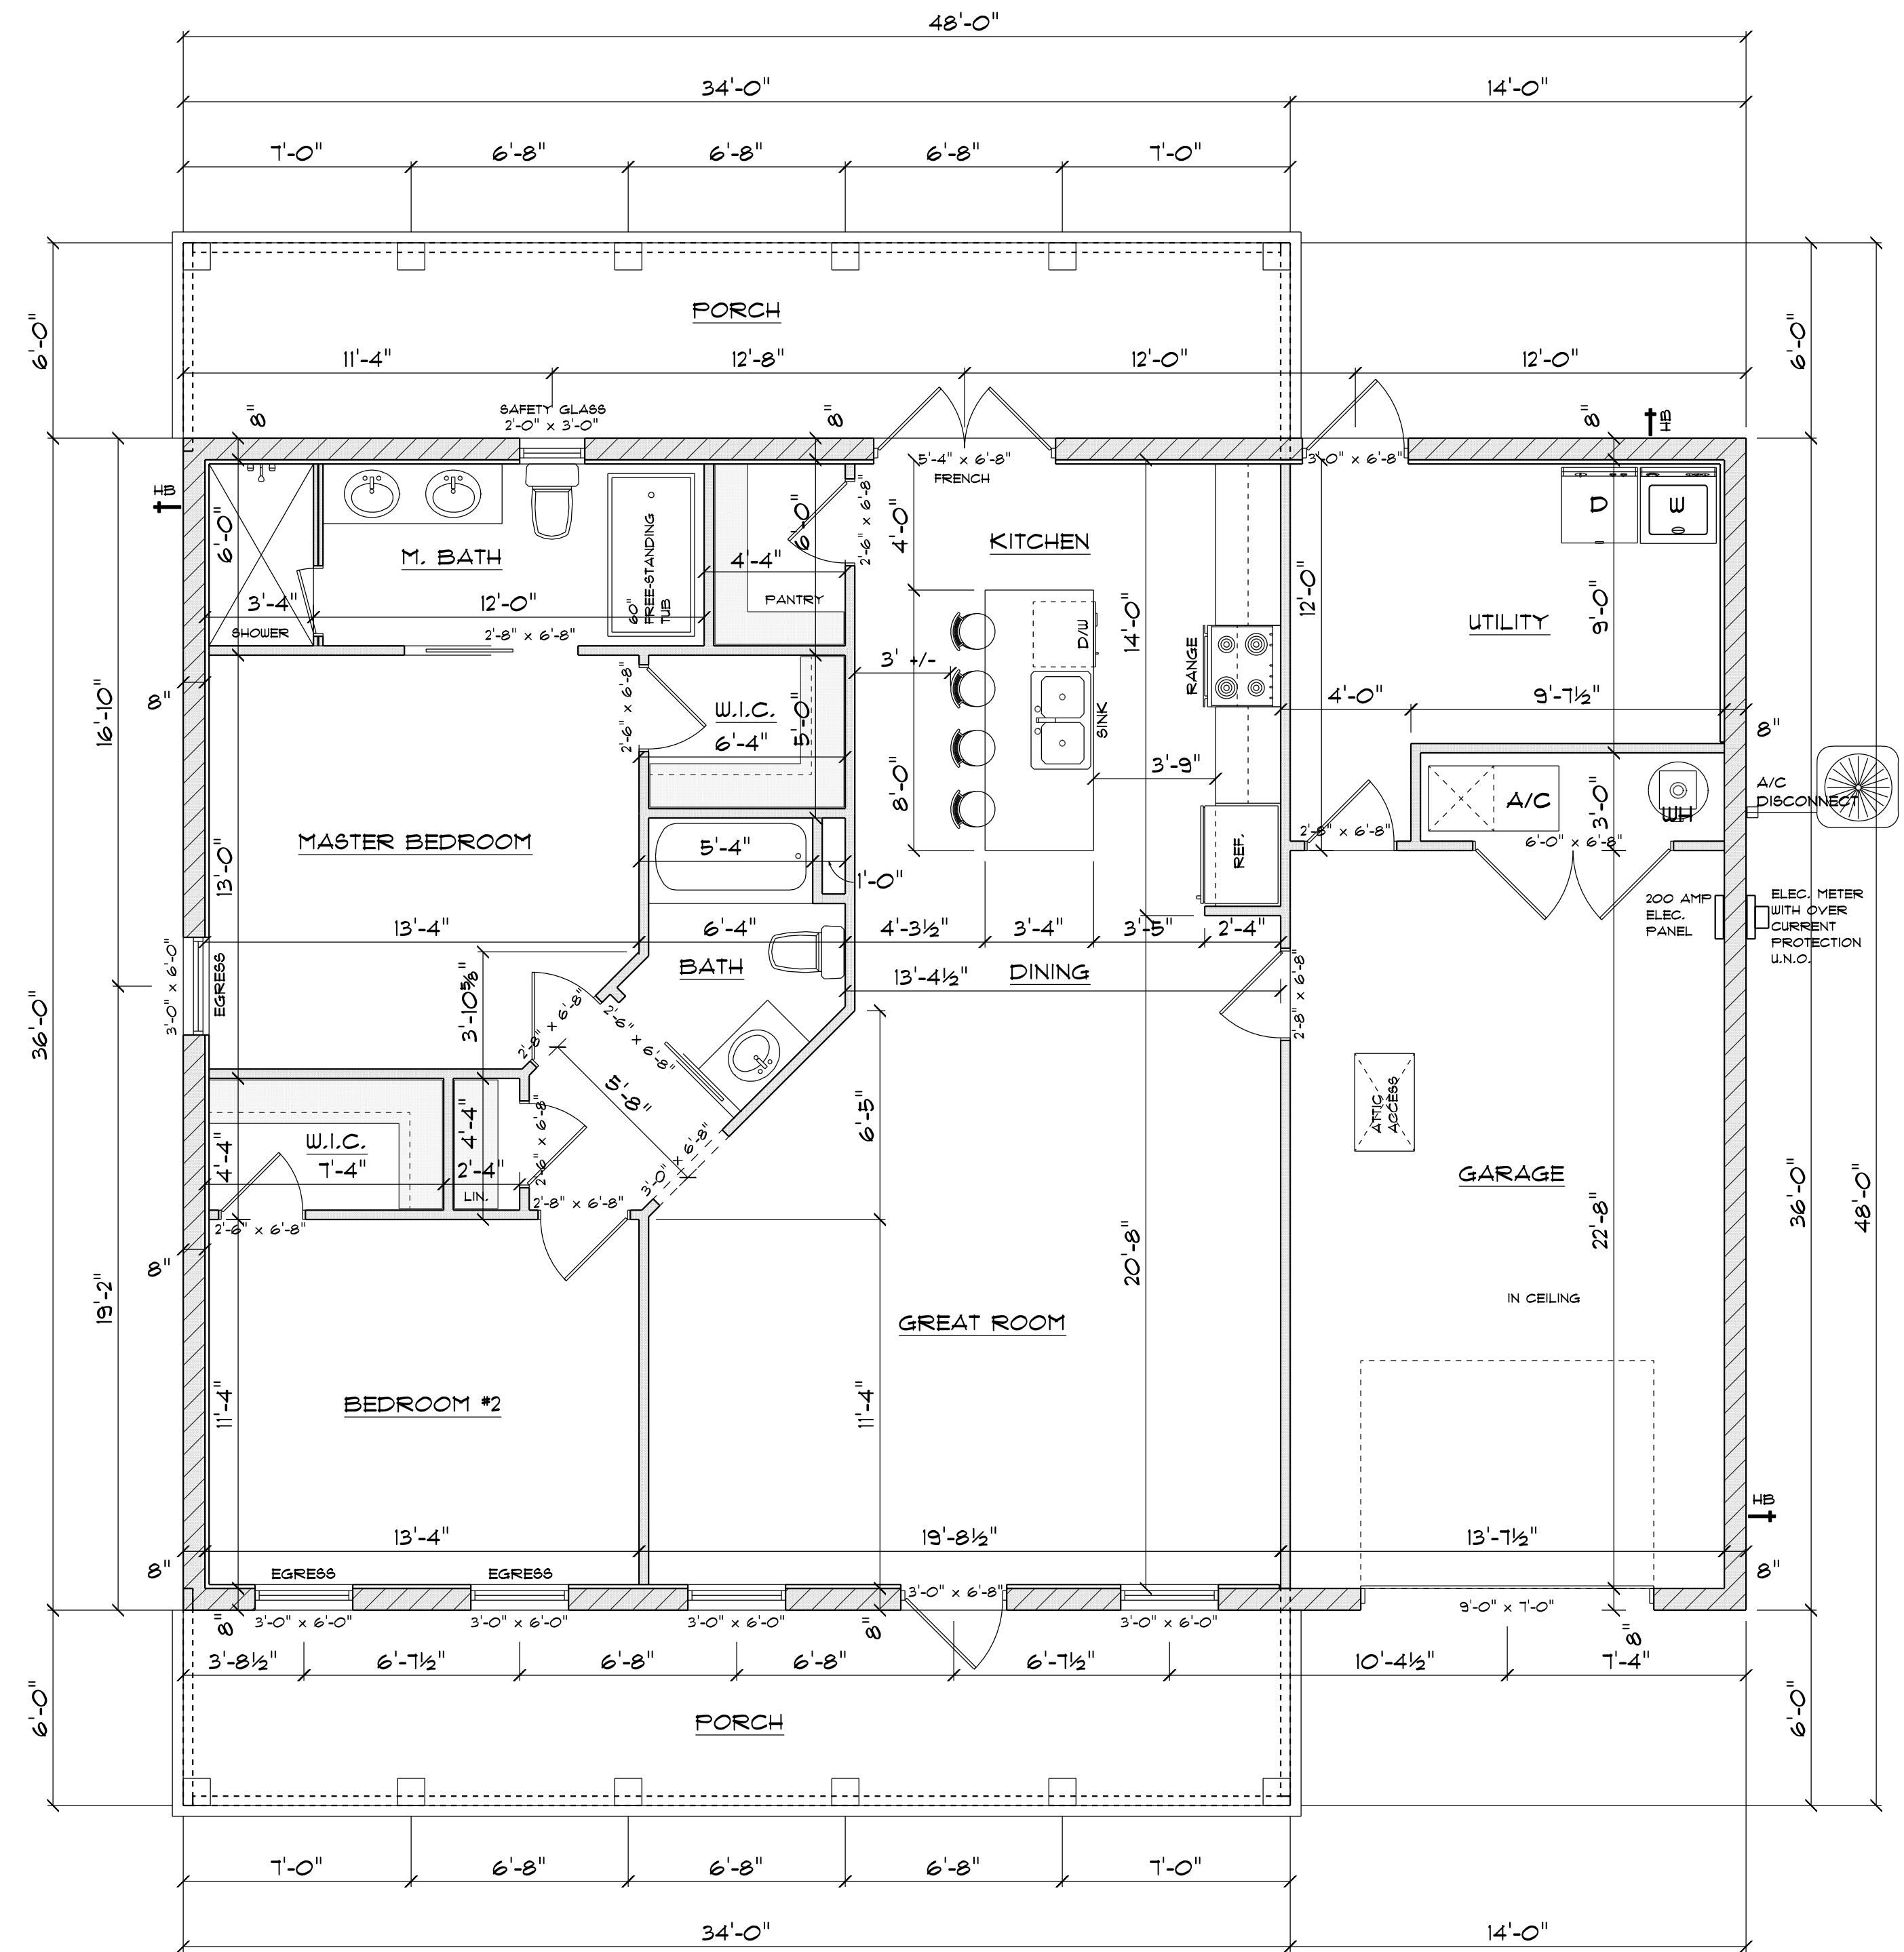 48'-0"
34'-0"
14'-0"
7'-0"
6'-8"
6'-8"
6'-8"
7'-0"
6'-0"
PORCH
6'-0"
11'-4"
12'-8"
12'-0"
12'-0"
8"
SAFETY GLASS
2'-0" x 3'-0"
8"
8"
HB
5'-4" x 6'-8"
FRENCH
3'-0" x 6'-8"
HB
6'-0"
M. BATH
60"
FREE-STANDING
TUB
6'-0"
2'-6" x 6'-8"
4'-0"
KITCHEN
12'-0"
D
W
4'-4"
PANTRY
3'-4"
12'-0"
SHOWER
2'-8" x 6'-8"
D/W
14'-0"
RANGE
UTILITY
9'-0"
3' +/-
16'-10"
8"
2'-6" x 6'-8"
W.I.C.
6'-4"
5'-0"
SINK
4'-0"
9'-7½"
8"
3'-9"
8'-0"
A/C
WH
3'-0"
A/C
DISCONNECT
MASTER BEDROOM
13'-0"
5'-4"
1'-0"
REF.
2'-8" x 6'-8"
6'-0" x 6'-8"
200 AMP
ELEC.
PANEL
ELEC. METER
WITH OVER
CURRENT
PROTECTION
U.N.O.
13'-4"
6'-4"
4'-3½"
3'-4"
3'-5"
2'-4"
3'-0" x 6'-0"
EGRESS
BATH
13'-4½"
DINING
2'-8" x 6'-8"
3'-10⅝"
2'-8" x 6'-8"
2'-6" x 6'-8"
36'-0"
5'-8"
6'-5"
ATTIC
ACCESS
W.I.C.
7'-4"
4'-4"
4'-4"
2'-4"
LIN.
2'-6" x 6'-8"
3'-0" x 6'-8"
2'-8" x 6'-8"
2'-6" x 6'-8"
GARAGE
22'-8"
36'-0"
48'-0"
8"
19'-2"
20'-8"
IN CEILING
GREAT ROOM
BEDROOM #2
11'-4"
11'-4"
13'-4"
19'-8½"
13'-7½"
HB
8"
EGRESS
EGRESS
8"
8"
3'-0" x 6'-0"
3'-0" x 6'-0"
3'-0" x 6'-0"
8"
3'-0" x 6'-8"
3'-0" x 6'-0"
9'-0" x 7'-0"
8"
3'-8½"
6'-7½"
6'-8"
6'-8"
6'-7½"
10'-4½"
7'-4"
6'-0"
PORCH
6'-0"
7'-0"
6'-8"
6'-8"
6'-8"
7'-0"
34'-0"
14'-0"